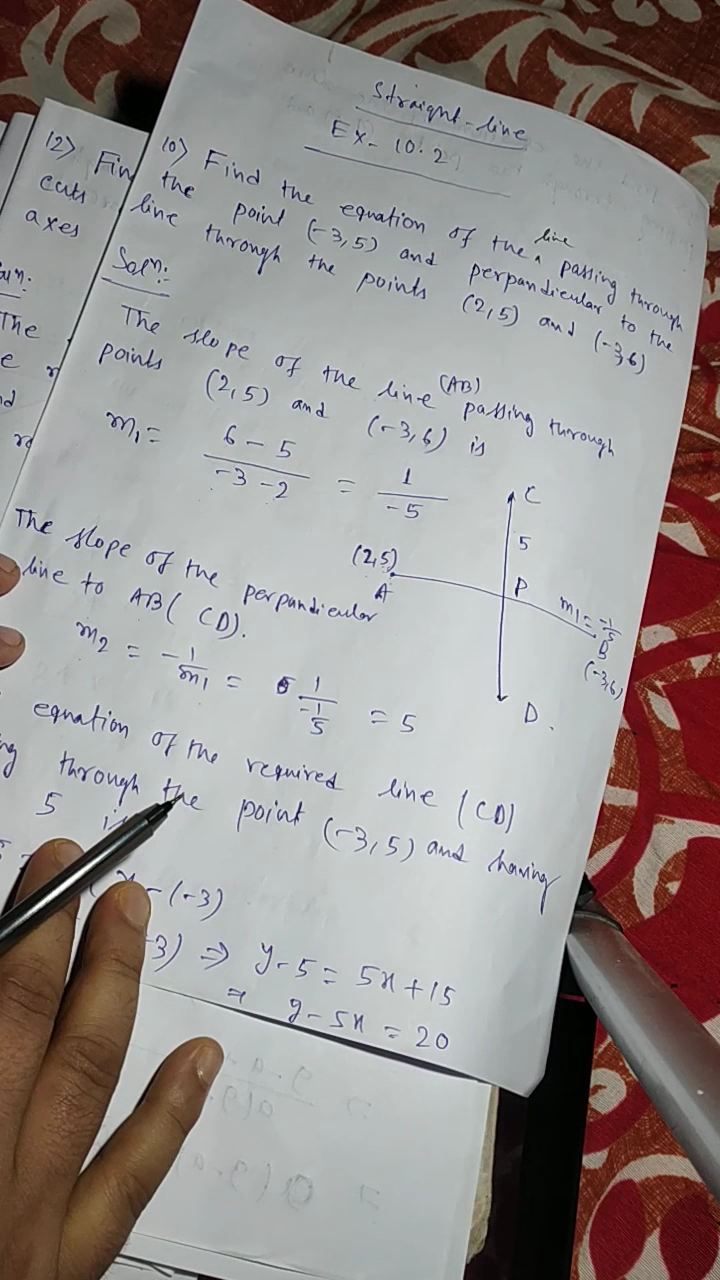 Straight-line
Ex- 10.2
10) Find the equation of the line passing through
the point (-3,5) and perpandicular to the
line through the points (2,5) and (-3,6)
Soln:
The slope of the line (AB) passing through
points (2,5) and (-3,6) is
m1 = 6 - 5 / -3 - 2 = 1 / -5
The slope of the perpandicular
line to AB ( CD).
m2 = -1/m1 = 1 / -1/5 = 5
equation of the required line (CD)
ng through the point (-3,5) and having
5 is
x - (-3)
-3) ⇒ y-5 = 5x+15
⇒ y-5x = 20
C
5
(2,5)
A
P
m1 = -1/5
B
(-3,6)
D.
12) Fin
cuts
axes
The